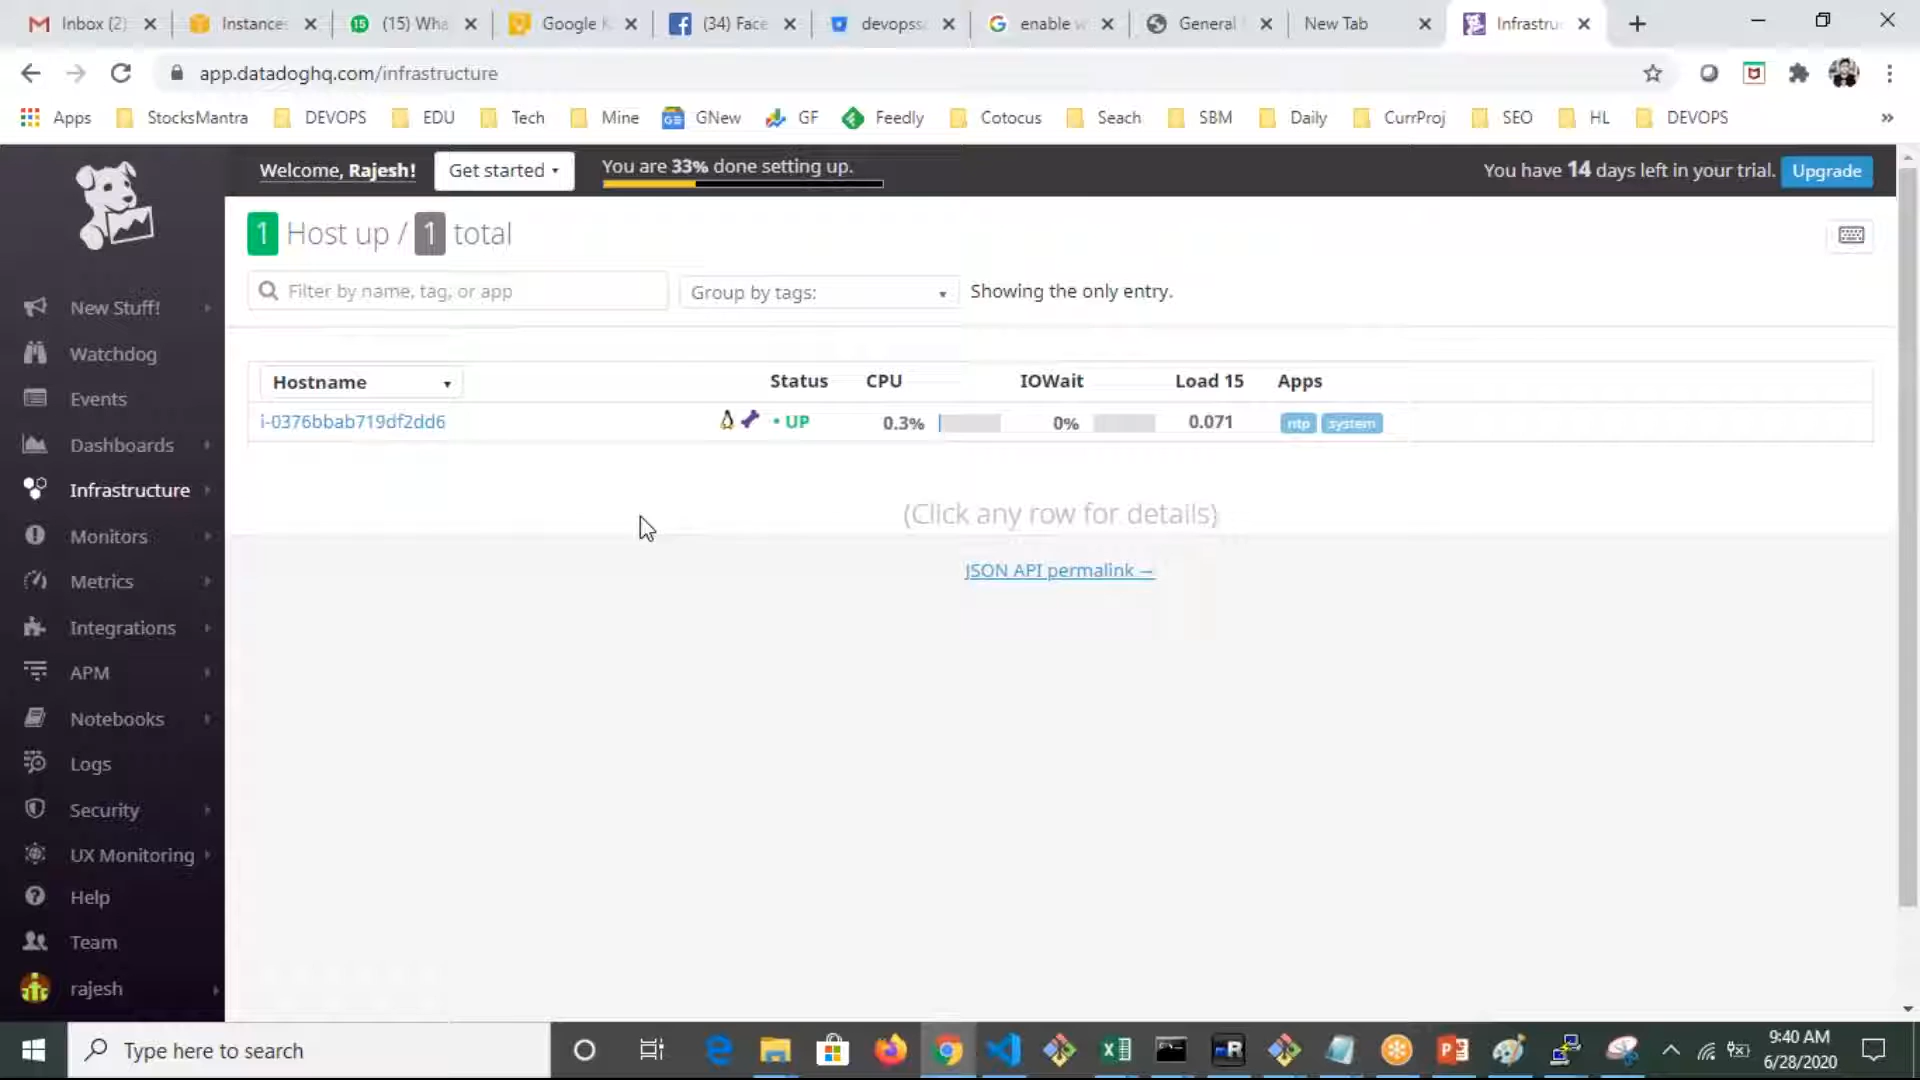 Inbox (2)
Instance
(15) Wha
Google K
(34) Face
devopss
enable w
General
New Tab
Infrastru
app.datadoghq.com/infrastructure
Apps
StocksMantra
DEVOPS
EDU
Tech
Mine
GNew
GF
Feedly
Cotocus
Seach
SBM
Daily
CurrProj
SEO
HL
DEVOPS
»
Welcome, Rajesh!
Get started
You are 33% done setting up.
You have 14 days left in your trial.
Upgrade
1 Host up / 1 total
Filter by name, tag, or app
Group by tags:
Showing the only entry.
Hostname Status CPU IOWait Load 15 Apps
i-0376bbab719df2dd6 UP 0.3% 0% 0.071 ntp system
(Click any row for details)
JSON API permalink →
New Stuff!
Watchdog
Events
Dashboards
Infrastructure
Monitors
Metrics
Integrations
APM
Notebooks
Logs
Security
UX Monitoring
Help
Team
rajesh
Type here to search
9:40 AM
6/28/2020